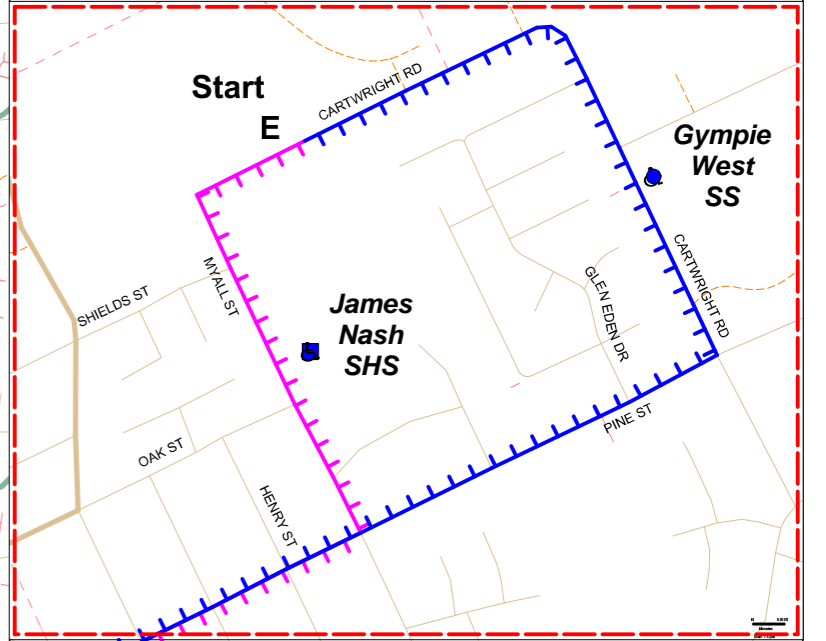 Start
E
CARTWRIGHT RD
Gympie
West
SS
CARTWRIGHT RD
MYALL ST
SHIELDS ST
James
Nash
SHS
GLEN EDEN DR
PINE ST
OAK ST
HENRY ST